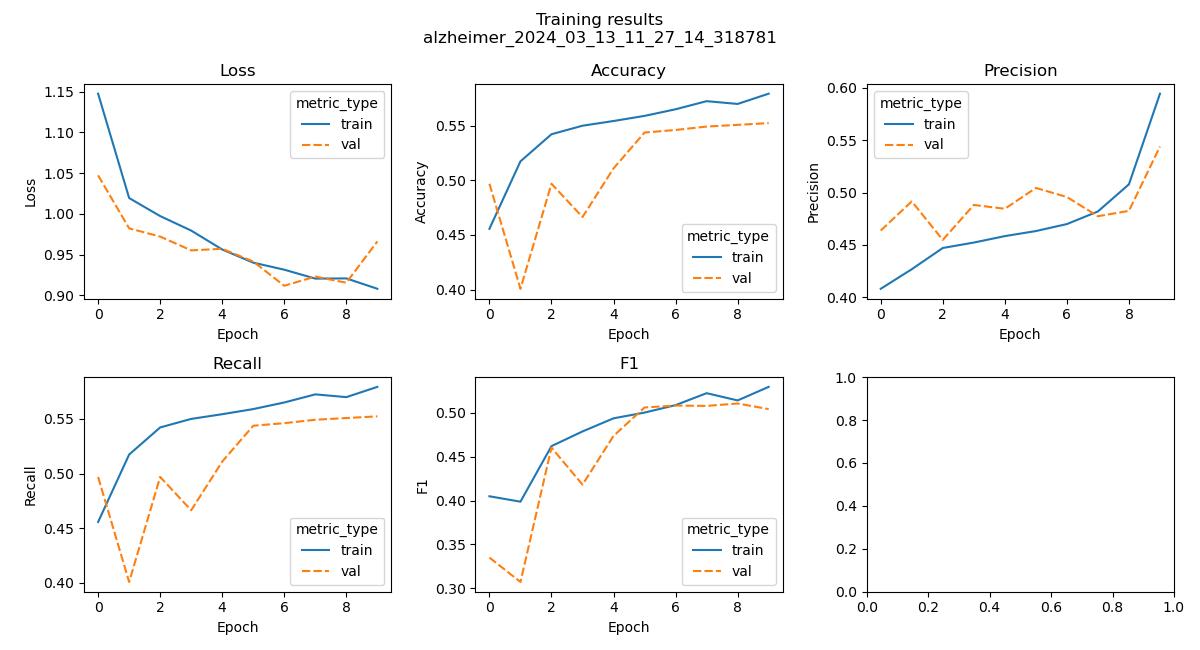 Training results
alzheimer_2024_03_13_11_27_14_318781
Loss
1.15
1.10
1.05
1.00
0.95
0.90
Loss
0
2
4
6
8
Epoch
metric_type
train
val
Accuracy
0.55
0.50
0.45
0.40
Accuracy
0
2
4
6
8
Epoch
metric_type
train
val
Precision
0.60
0.55
0.50
0.45
0.40
Precision
0
2
4
6
8
Epoch
metric_type
train
val
Recall
0.55
0.50
0.45
0.40
Recall
0
2
4
6
8
Epoch
metric_type
train
val
F1
0.50
0.45
0.40
0.35
0.30
F1
0
2
4
6
8
Epoch
metric_type
train
val
1.0
0.8
0.6
0.4
0.2
0.0
0.0
0.2
0.4
0.6
0.8
1.0